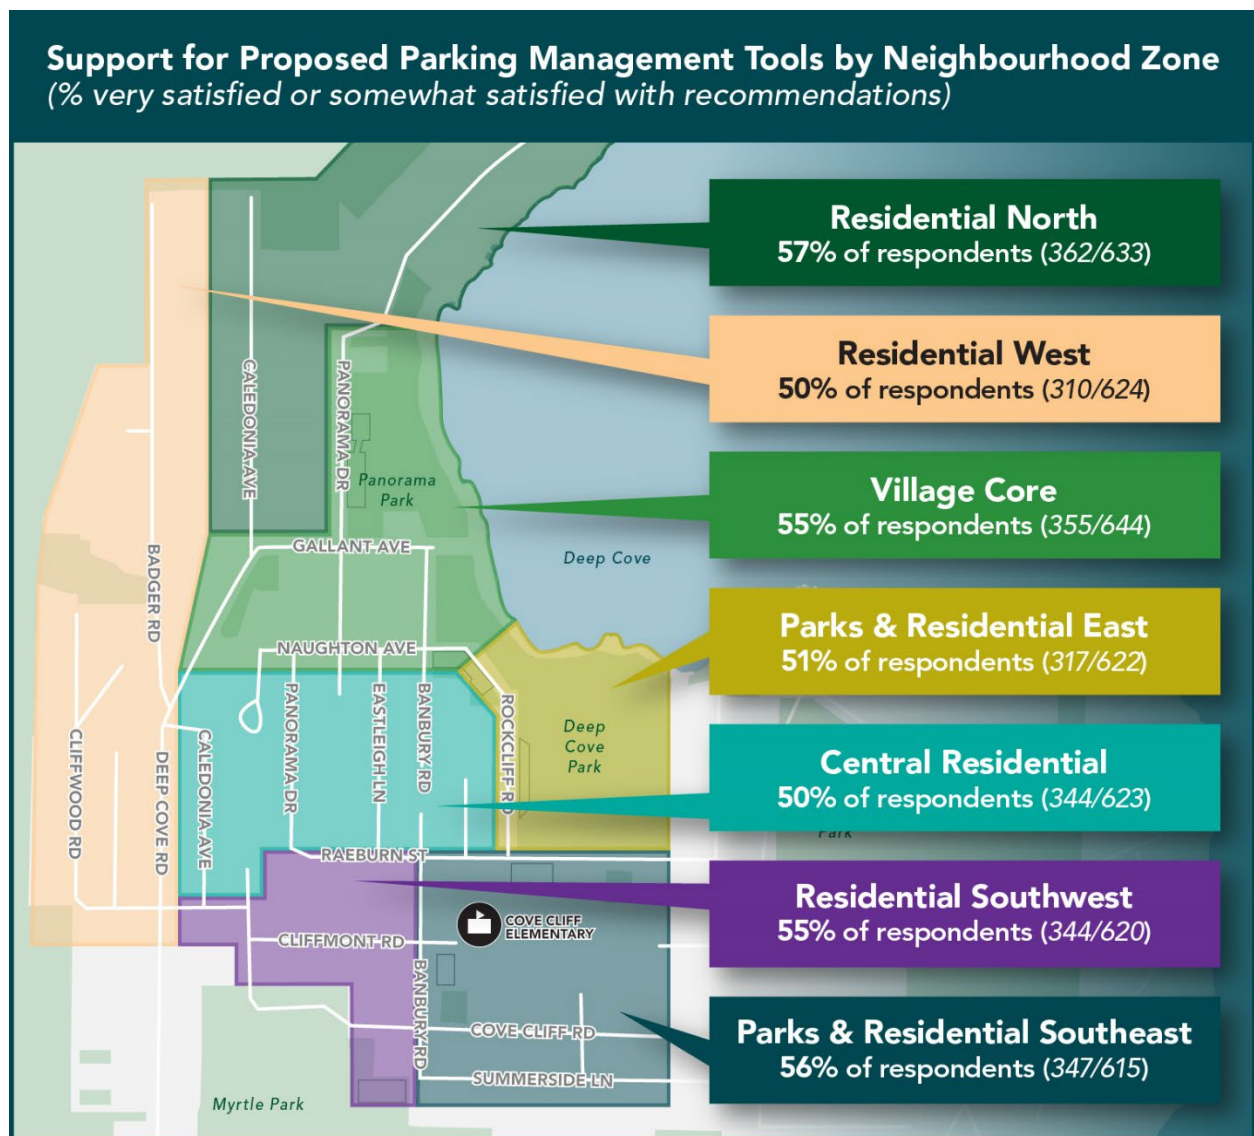 Support for Proposed Parking Management Tools by Neighbourhood Zone
(% very satisfied or somewhat satisfied with recommendations)
Residential North
57% of respondents (362/633)
Residential West
50% of respondents (310/624)
Village Core
55% of respondents (355/644)
Parks & Residential East
51% of respondents (317/622)
Central Residential
50% of respondents (344/623)
Residential Southwest
55% of respondents (344/620)
Parks & Residential Southeast
56% of respondents (347/615)
CALEDONIA AVE
PANORAMA DR
Panorama
Park
GALLANT AVE
Deep Cove
BADGER RD
NAUGHTON AVE
PANORAMA DR
EASTLEIGH LN
BANBURY RD
ROCKCLIFF RD
Deep
Cove
Park
CLIFFWOOD RD
DEEP COVE RD
CALEDONIA AVE
Park
RAEBURN ST
COVE CLIFF
ELEMENTARY
CLIFFMONT RD
BANBURY RD
COVE CLIFF RD
SUMMERSIDE LN
Myrtle Park